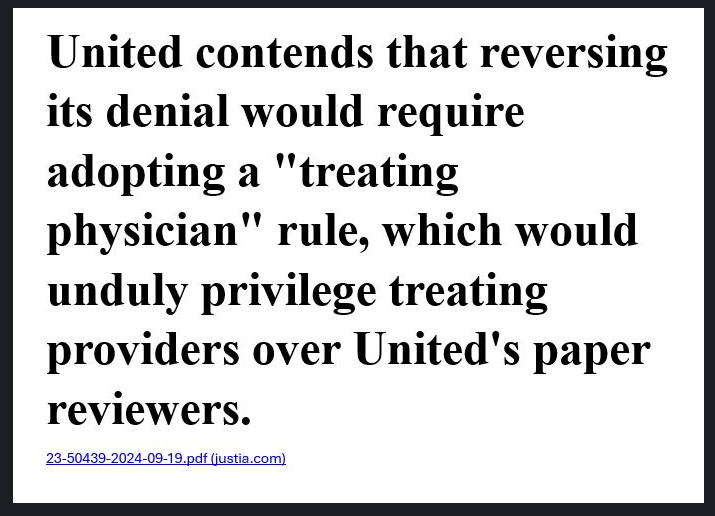 United contends that reversing
its denial would require
adopting a "treating
physician" rule, which would
unduly privilege treating
providers over United's paper
reviewers.
23-50439-2024-09-19.pdf (justia.com)